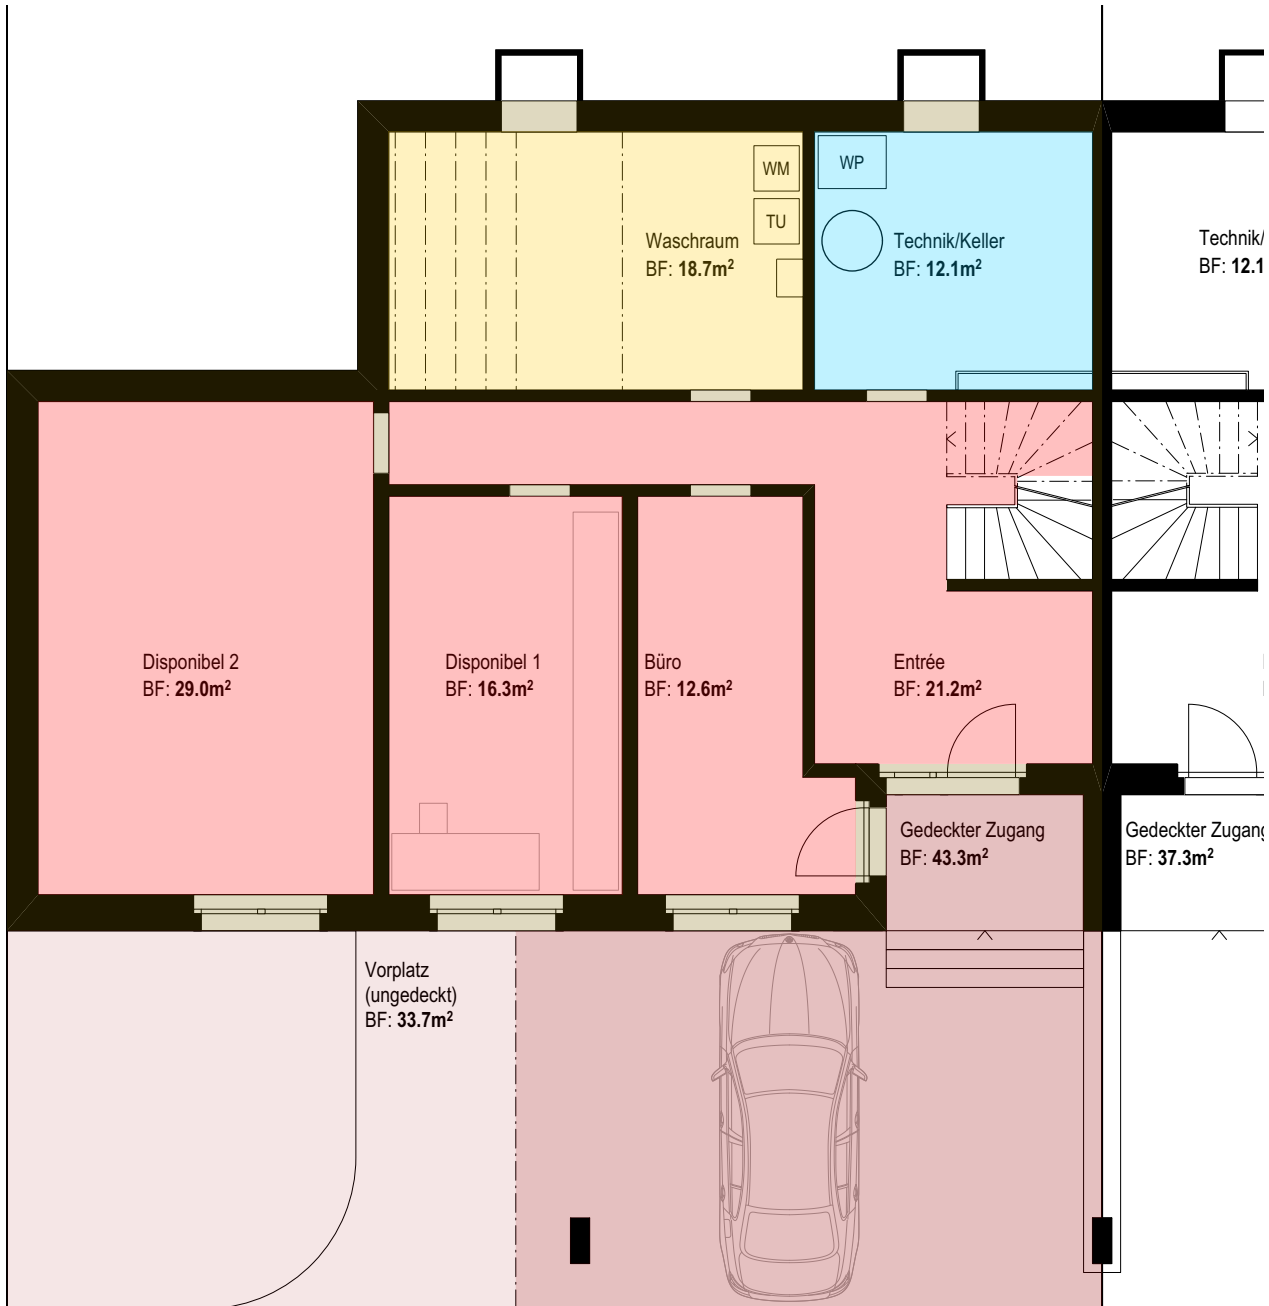 WM
WP
TU
Waschraum
BF: 18.7m²
Technik/Keller
BF: 12.1m²
Technik/
BF: 12.1
Disponibel 2
BF: 29.0m²
Disponibel 1
BF: 16.3m²
Büro
BF: 12.6m²
Entrée
BF: 21.2m²
Gedeckter Zugang
BF: 43.3m²
Gedeckter Zugang
BF: 37.3m²
Vorplatz
(ungedeckt)
BF: 33.7m²